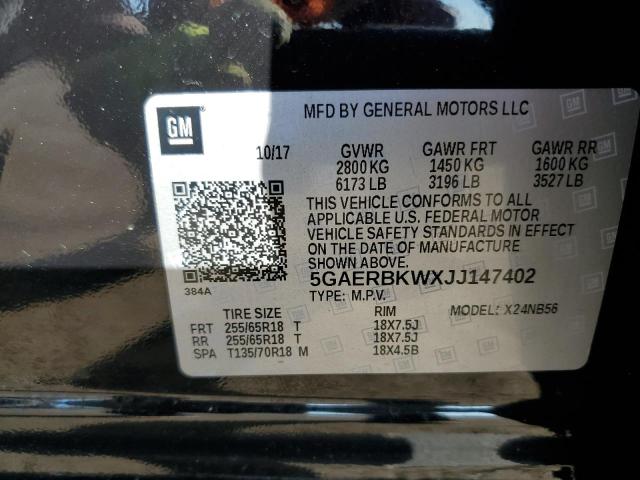 GM
MFD BY GENERAL MOTORS LLC
10/17 GVWR GAWR FRT GAWR RR
2800 KG 1450 KG 1600 KG
6173 LB 3196 LB 3527 LB
THIS VEHICLE CONFORMS TO ALL
APPLICABLE U.S. FEDERAL MOTOR
VEHICLE SAFETY STANDARDS IN EFFECT
ON THE DATE OF MANUFACTURE
SHOWN ABOVE.
384A
5GAERBKWXJJ147402
TYPE: M.P.V.
TIRE SIZE RIM MODEL: X24NB56
FRT 255/65R18 T 18X7.5J
RR 255/65R18 T 18X7.5J
SPA T135/70R18 M 18X4.5B